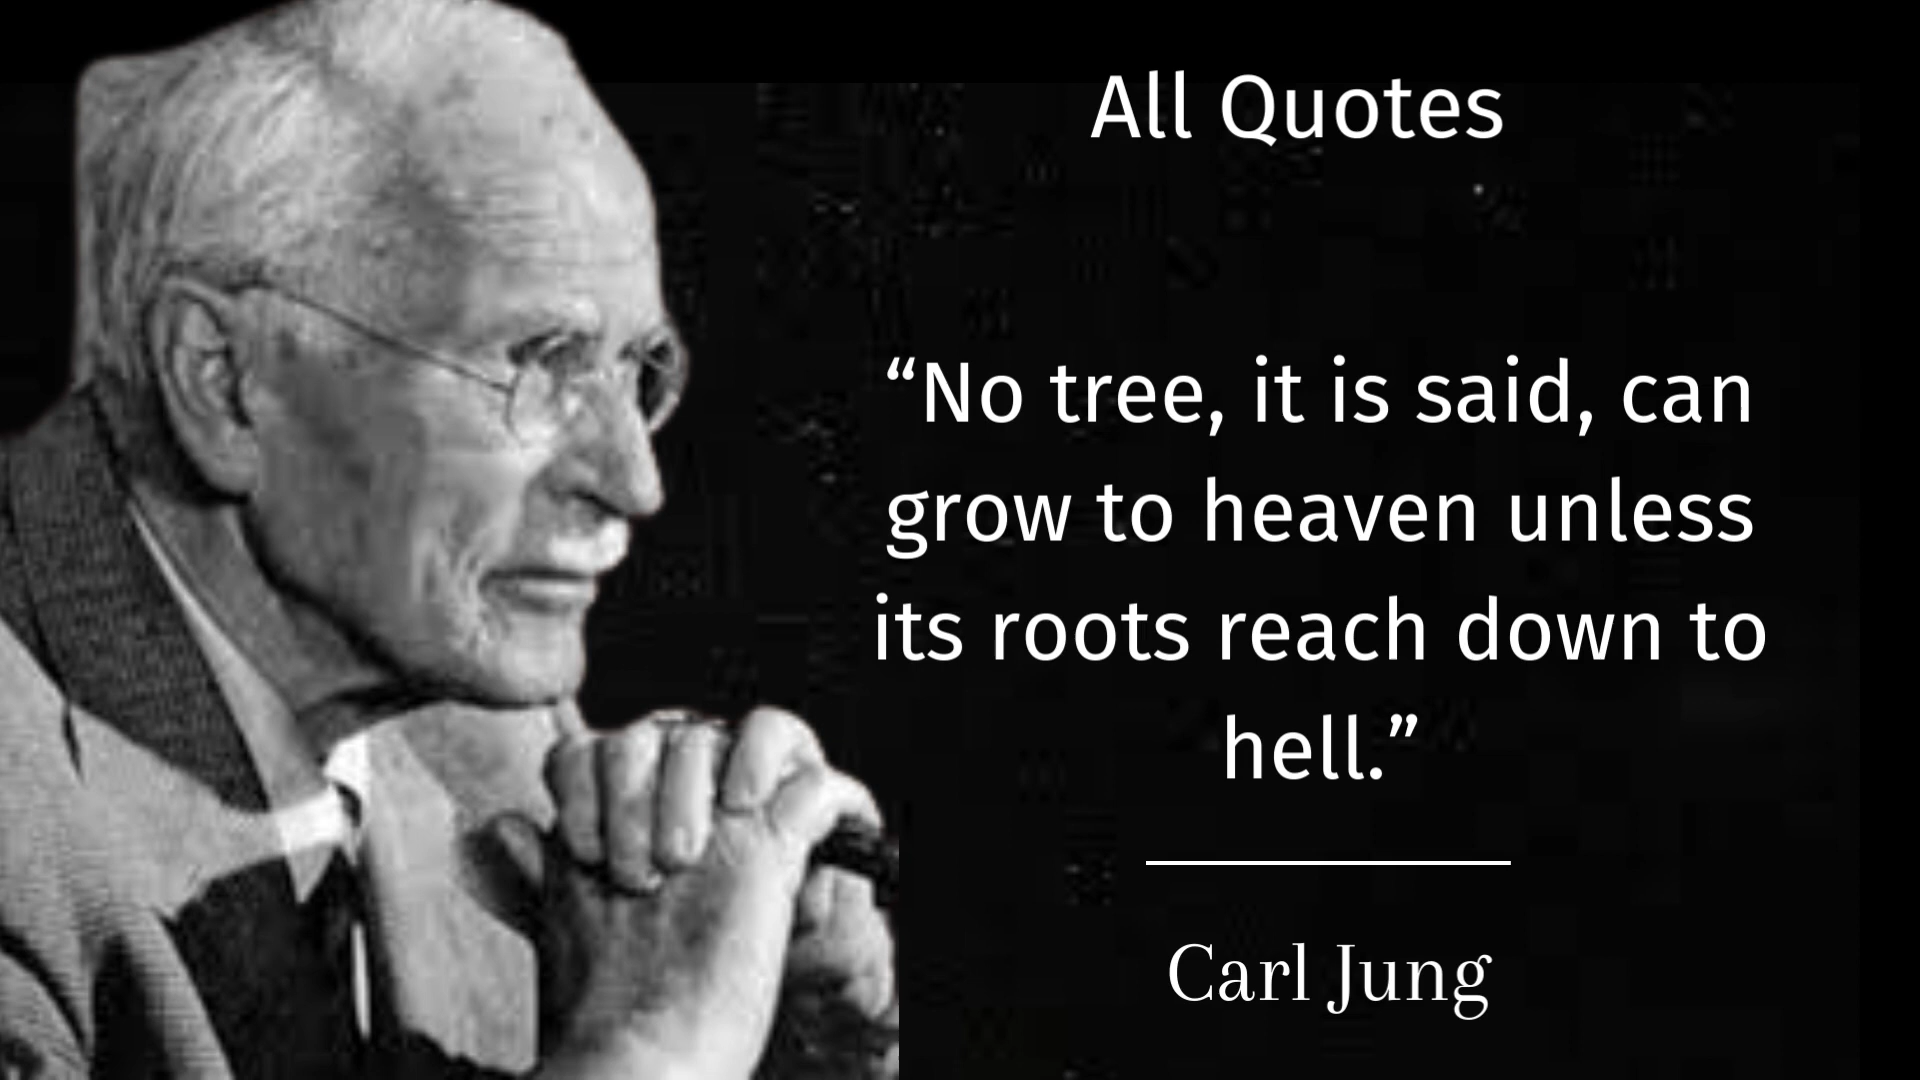 All Quotes
“No tree, it is said, can
grow to heaven unless
its roots reach down to
hell.”
Carl Jung